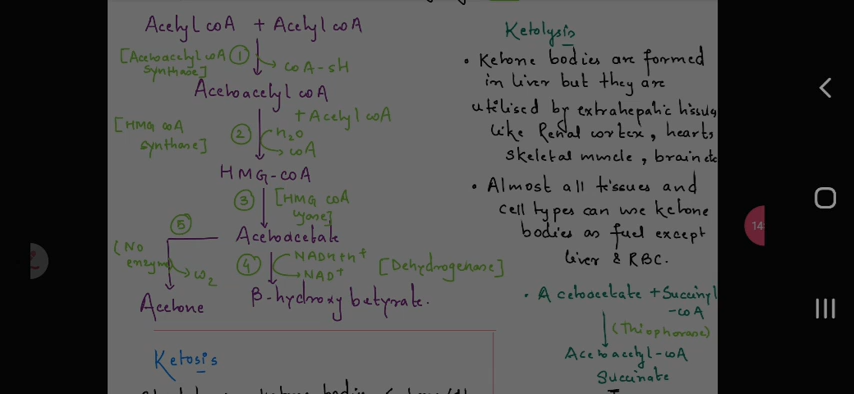 Acetyl coA + Acetyl coA
[Acetoacetyl coA synthase] ①
→ coA-SH
Acetoacetyl coA
+ Acetyl coA
[HMG coA synthase] ②
H2O
coA
HMG-coA
③ [HMG coA lyase]
⑤
Acetoacetate
(No enzyme)
CO2
④ NADH+H+
NAD+
[Dehydrogenase]
Acetone
β-hydroxy butyrate.
Ketosis
Ketolysis
• Ketone bodies are formed
in liver but they are
utilised by extrahepatic tissues
like Renal cortex, heart,
skeletal muscle, brain etc
• Almost all tissues and
cell types can use ketone
bodies as fuel except
liver & RBC.
• Acetoacetate + Succinyl
-coA
(Thiophorase)
Acetoacetyl-coA
Succinate
14